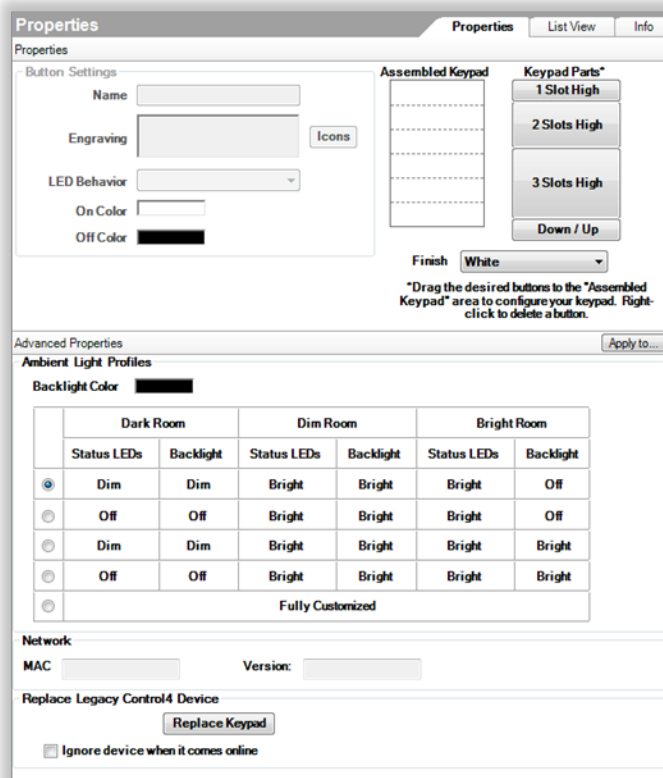 Properties
Properties List View Info
Properties
Button Settings
Name
Engraving
Icons
LED Behavior
On Color
Off Color
Assembled Keypad
Keypad Parts*
1 Slot High
2 Slots High
3 Slots High
Down / Up
Finish White
*Drag the desired buttons to the "Assembled
Keypad" area to configure your keypad. Right-
click to delete a button.
Advanced Properties
Apply to...
Ambient Light Profiles
Backlight Color
Dark Room Dim Room Bright Room
Status LEDs Backlight Status LEDs Backlight Status LEDs Backlight
Dim Dim Bright Bright Bright Off
Off Off Bright Bright Bright Off
Dim Dim Bright Bright Bright Bright
Off Off Bright Bright Bright Bright
Fully Customized
Network
MAC Version:
Replace Legacy Control4 Device
Replace Keypad
Ignore device when it comes online